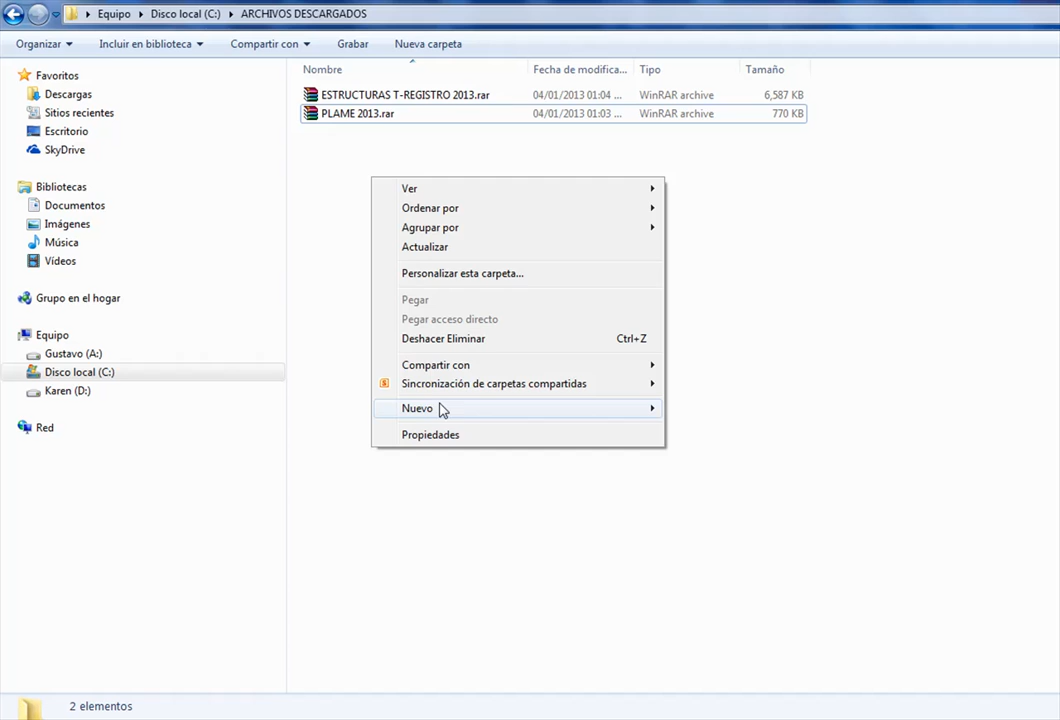 Equipo Disco local (C:) ARCHIVOS DESCARGADOS
Organizar Incluir en biblioteca Compartir con Grabar Nueva carpeta
Nombre Fecha de modifica... Tipo Tamaño
ESTRUCTURAS T-REGISTRO 2013.rar 04/01/2013 01:04 ... WinRAR archive 6,587 KB
PLAME 2013.rar 04/01/2013 01:03 ... WinRAR archive 770 KB
Favoritos
Descargas
Sitios recientes
Escritorio
SkyDrive
Bibliotecas
Documentos
Imágenes
Música
Vídeos
Grupo en el hogar
Equipo
Gustavo (A:)
Disco local (C:)
Karen (D:)
Red
Ver
Ordenar por
Agrupar por
Actualizar
Personalizar esta carpeta...
Pegar
Pegar acceso directo
Deshacer Eliminar Ctrl+Z
Compartir con
Sincronización de carpetas compartidas
Nuevo
Propiedades
2 elementos